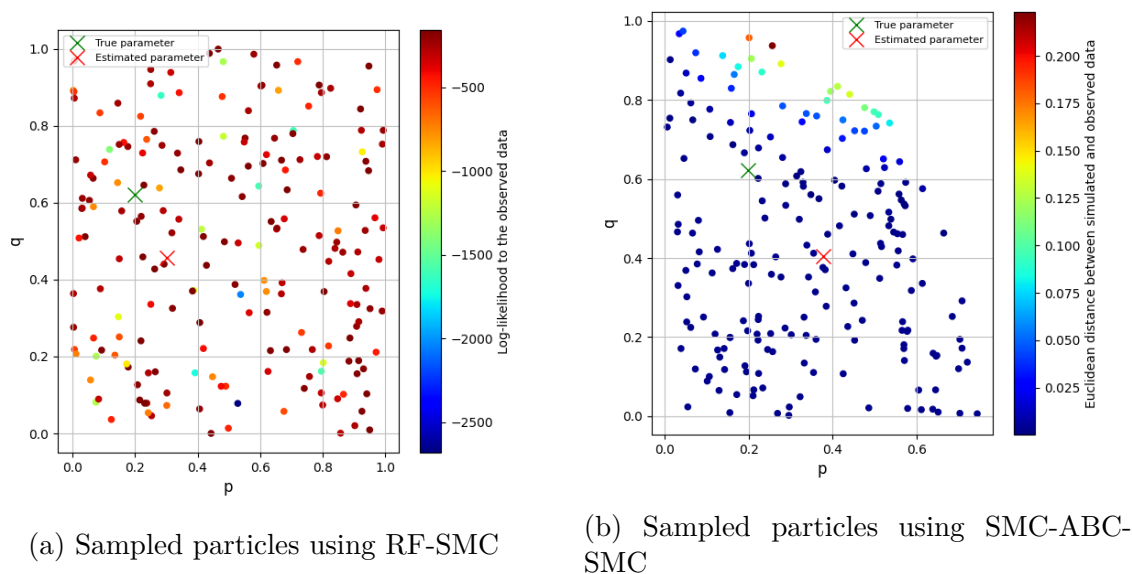 True parameter
Estimated parameter
1.0
0.8
0.6
0.4
0.2
0.0
q
0.0
0.2
0.4
0.6
0.8
1.0
p
−500
−1000
−1500
−2000
−2500
Log-likelihood to the observed data
(a) Sampled particles using RF-SMC
True parameter
Estimated parameter
1.0
0.8
0.6
0.4
0.2
0.0
q
0.0
0.2
0.4
0.6
p
0.200
0.175
0.150
0.125
0.100
0.075
0.050
0.025
Euclidean distance between simulated and observed data
(b) Sampled particles using SMC-ABC-
SMC